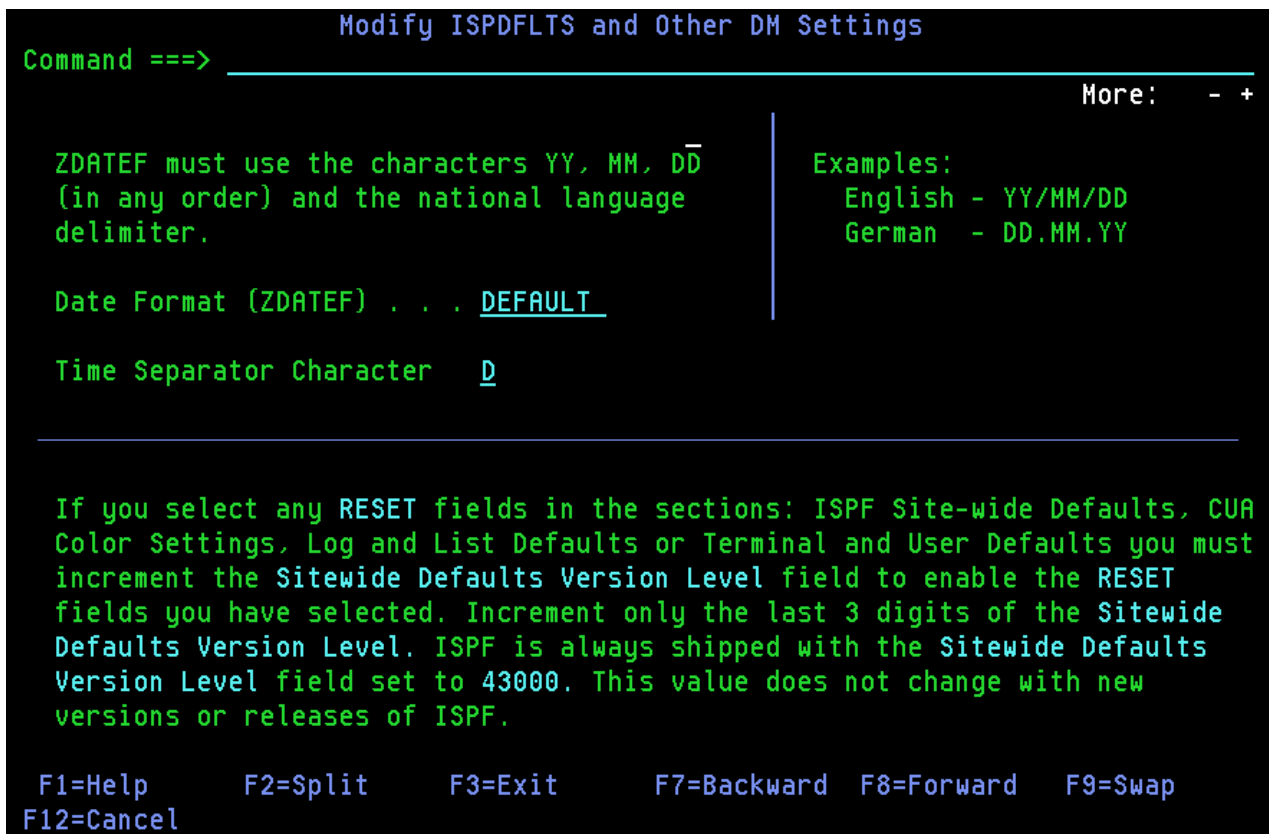 Modify ISPDFLTS and Other DM Settings
Command ===>
More: - +
ZDATEF must use the characters YY, MM, DD
(in any order) and the national language
delimiter.
Examples:
English - YY/MM/DD
German - DD.MM.YY
Date Format (ZDATEF) . . . DEFAULT
Time Separator Character D
If you select any RESET fields in the sections: ISPF Site-wide Defaults, CUA
Color Settings, Log and List Defaults or Terminal and User Defaults you must
increment the Sitewide Defaults Version Level field to enable the RESET
fields you have selected. Increment only the last 3 digits of the Sitewide
Defaults Version Level. ISPF is always shipped with the Sitewide Defaults
Version Level field set to 43000. This value does not change with new
versions or releases of ISPF.
F1=Help F2=Split F3=Exit F7=Backward F8=Forward F9=Swap
F12=Cancel